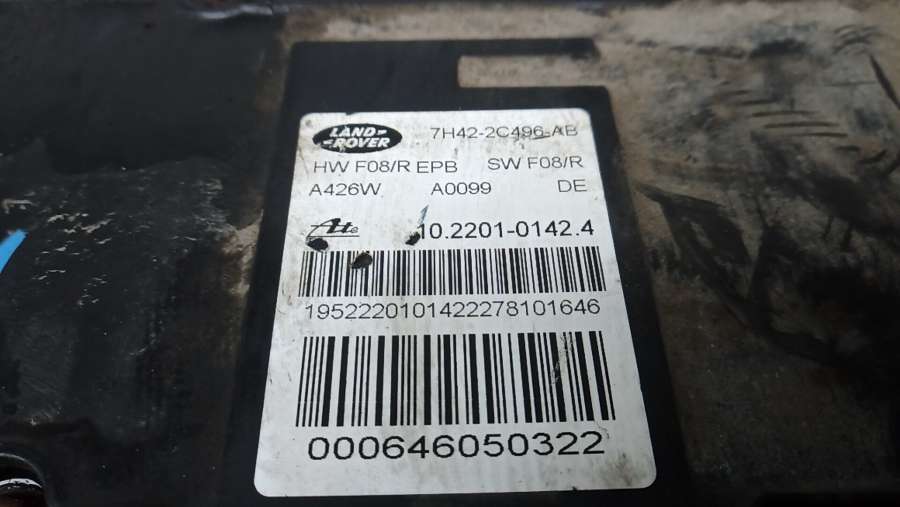 LAND-ROVER 7H42-2C496-AB
HW F08/R EPB SW F08/R
A426W A0099 DE
Ate 10.2201-0142.4
1952220101422278101646
000646050322